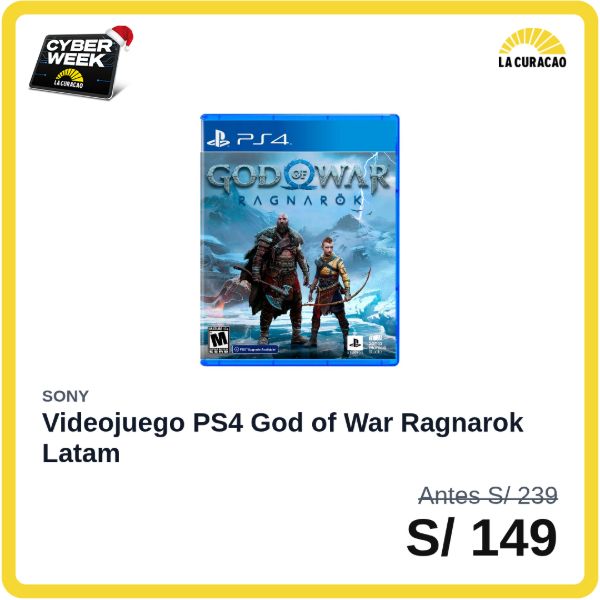 CYBER
WEEK
LA CURACAO
LA CURACAO
PS4
GOD OF WAR
RAGNARÖK
M
SONY
Videojuego PS4 God of War Ragnarok
Latam
Antes S/ 239
S/ 149